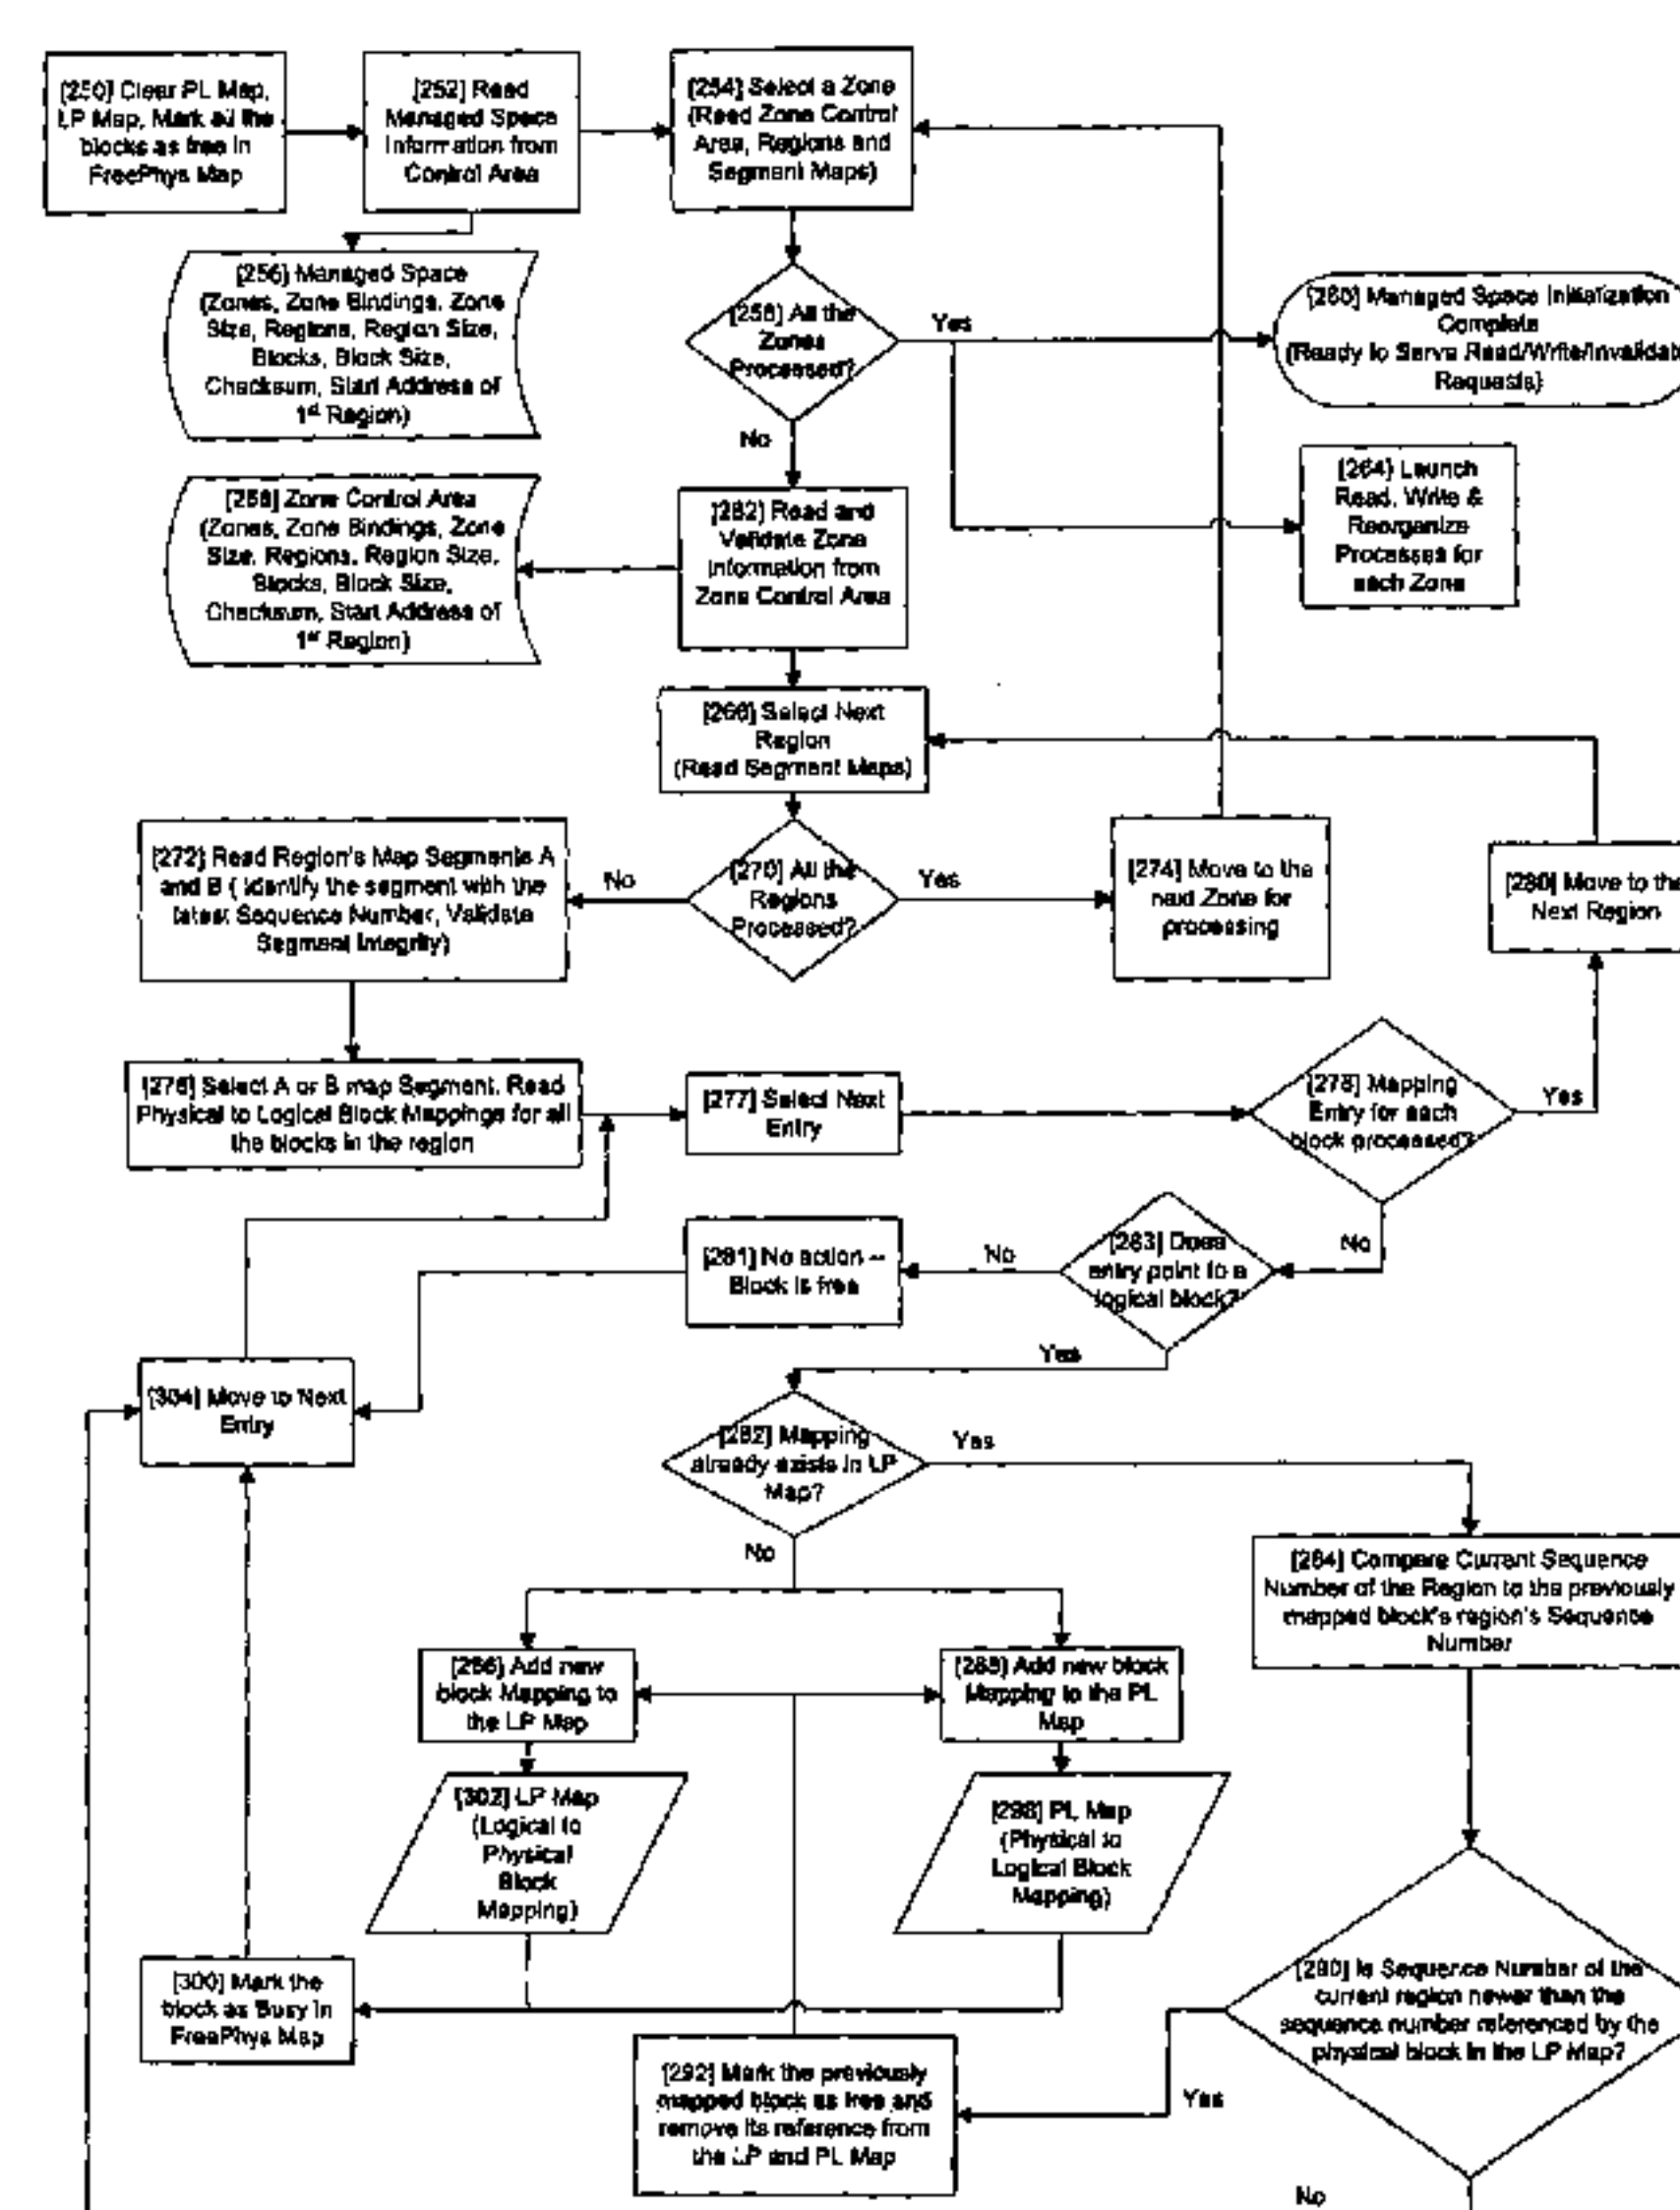 [250] Clear PL Map,
LP Map, Mark all the
blocks as free in
FreePhys Map
[252] Read
Managed Space
Information from
Control Area
[254] Select a Zone
(Read Zone Control
Area, Regions and
Segment Maps)
[256] Managed Space
(Zones, Zone Bindings, Zone
Size, Regions, Region Size,
Blocks, Block Size,
Checksum, Start Address of
1st Region)
[258] All the
Zones
Processed?
Yes
No
[260] Managed Space Initialization
Complete
(Ready to Serve Read/Write/Invalidate
Requests)
[264] Launch
Read, Write &
Reorganize
Processes for
each Zone
[268] Zone Control Area
(Zones, Zone Bindings, Zone
Size, Regions, Region Size,
Blocks, Block Size,
Checksum, Start Address of
1st Region)
[262] Read and
Validate Zone
Information from
Zone Control Area
[266] Select Next
Region
(Read Segment Maps)
[272] Read Region's Map Segments A
and B ( Identify the segment with the
latest Sequence Number, Validate
Segment Integrity)
No
[270] All the
Regions
Processed?
Yes
[274] Move to the
next Zone for
processing
[280] Move to the
Next Region
[276] Select A or B map Segment. Read
Physical to Logical Block Mappings for all
the blocks in the region
[277] Select Next
Entry
[278] Mapping
Entry for each
block processed?
Yes
No
[281] No action --
Block is free
No
[283] Does
entry point to a
logical block?
Yes
[304] Move to Next
Entry
[282] Mapping
already exists in LP
Map?
Yes
No
[284] Compare Current Sequence
Number of the Region to the previously
mapped block's region's Sequence
Number
[286] Add new
block Mapping to
the LP Map
[288] Add new block
Mapping to the PL
Map
[302] LP Map
(Logical to
Physical
Block
Mapping)
[298] PL Map
(Physical to
Logical Block
Mapping)
[300] Mark the
block as Busy in
FreePhys Map
[290] Is Sequence Number of the
current region newer than the
sequence number referenced by the
physical block in the LP Map?
[292] Mark the previously
mapped block as free and
remove its reference from
the LP and PL Map
Yes
No